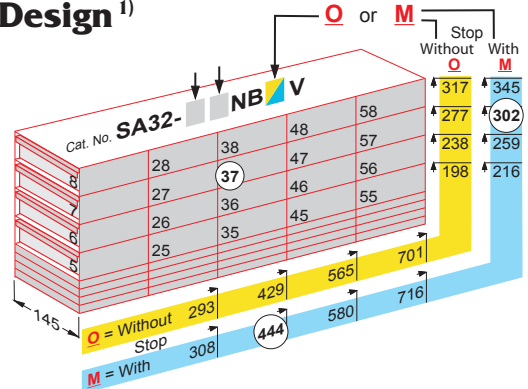 Design 1)
O or M
Stop
Without With
O M
317 345
277 302
238 259
198 216
Cat. No. SA32- NB V
28 38 48 58
27 37 47 57
26 36 46 56
25 35 45 55
8
7
6
5
145
O = Without 293 429 565 701
Stop
M = With 308 444 580 716